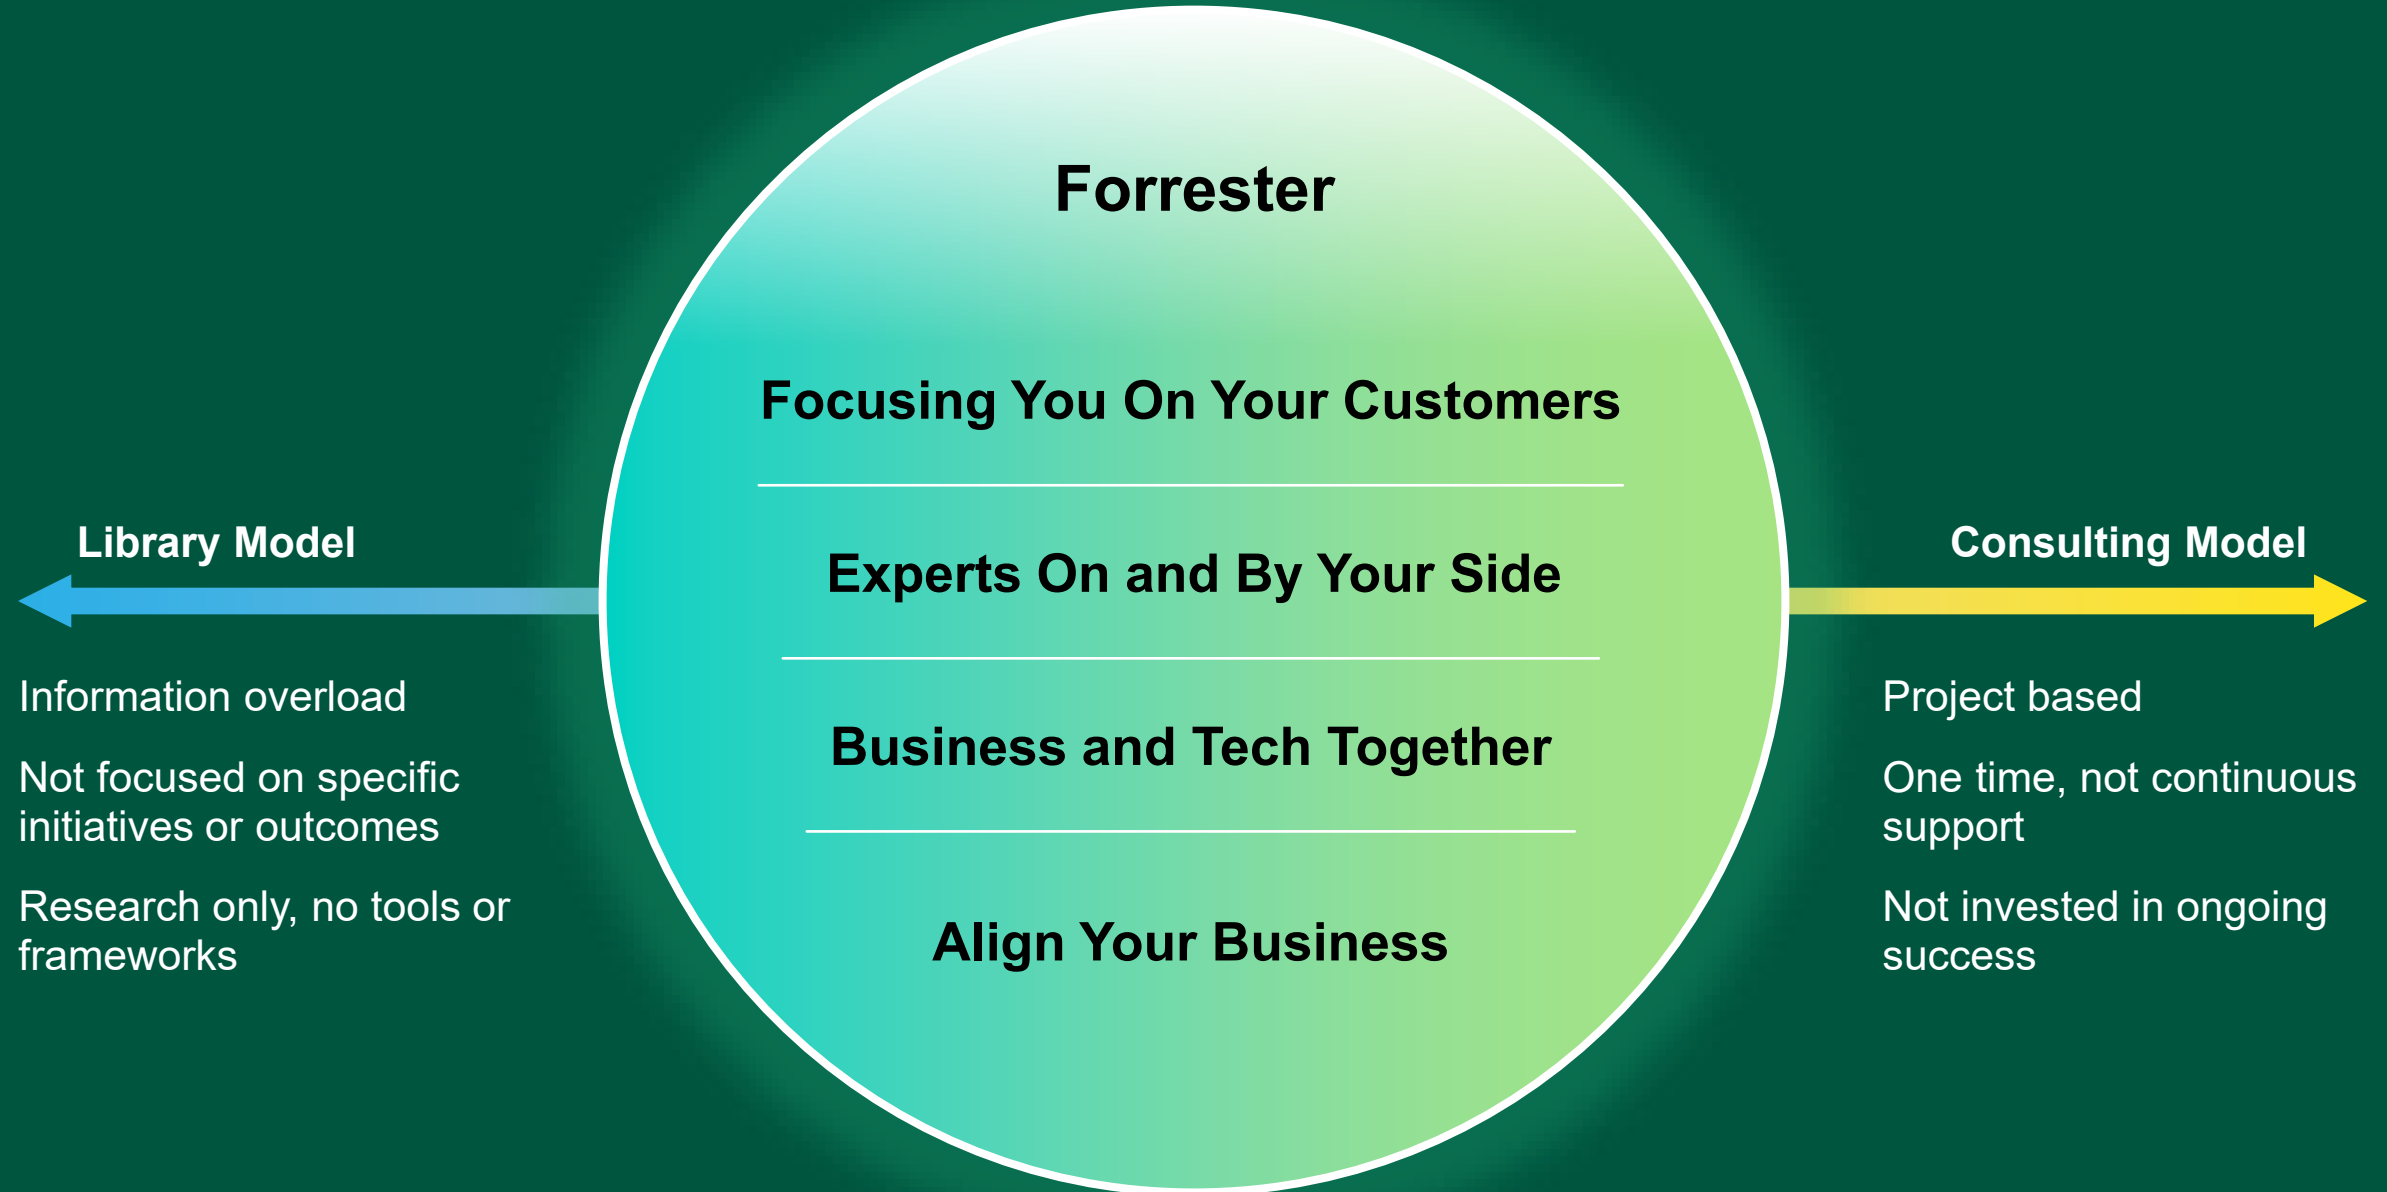 Forrester
Focusing You On Your Customers
Experts On and By Your Side
Business and Tech Together
Align Your Business
Library Model
Information overload
Not focused on specific
initiatives or outcomes
Research only, no tools or
frameworks
Consulting Model
Project based
One time, not continuous
support
Not invested in ongoing
success